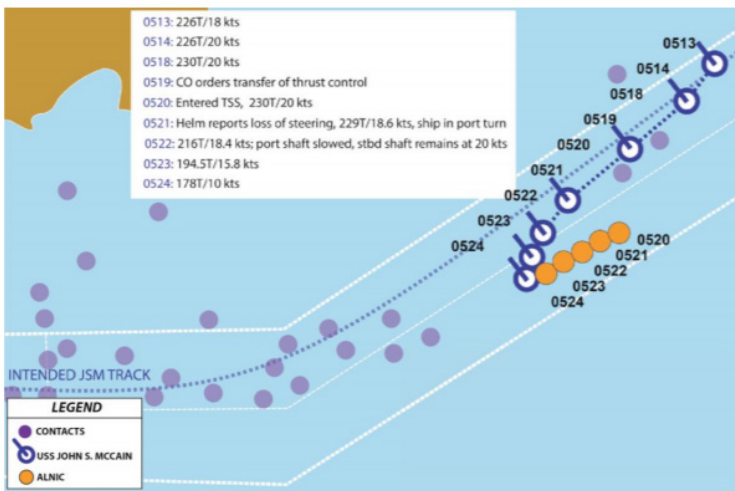 0513: 226T/18 kts
0514: 226T/20 kts
0518: 230T/20 kts
0519: CO orders transfer of thrust control
0520: Entered TSS, 230T/20 kts
0521: Helm reports loss of steering, 229T/18.6 kts, ship in port turn
0522: 216T/18.4 kts; port shaft slowed, stbd shaft remains at 20 kts
0523: 194.5T/15.8 kts
0524: 178T/10 kts
0513
0514
0518
0519
0520
0521
0522
0523
0524
0520
0521
0522
0523
0524
INTENDED JSM TRACK
LEGEND
CONTACTS
USS JOHN S. MCCAIN
ALNIC